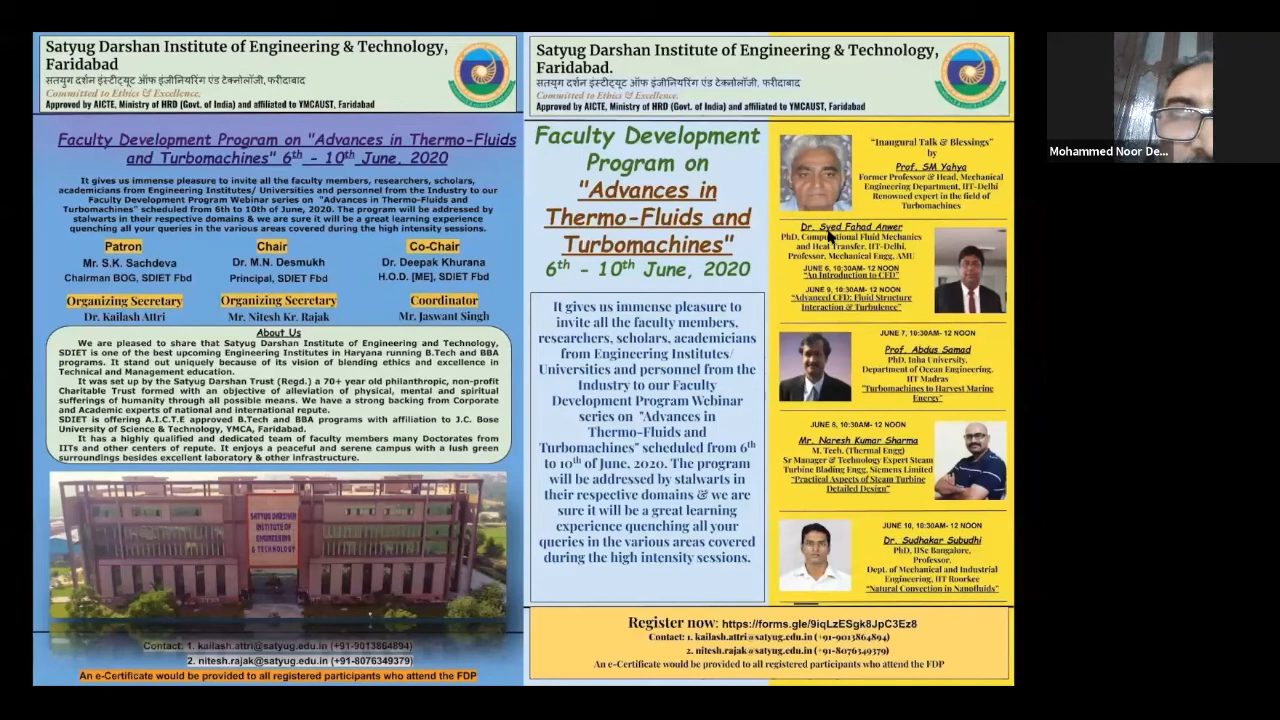 Satyug Darshan Institute of Engineering & Technology,
Faridabad
सतयुग दर्शन इंस्टीट्यूट ऑफ इंजीनियरिंग एंड टेक्नोलॉजी, फरीदाबाद
Committed to Ethics & Excellence.
Approved by AICTE, Ministry of HRD (Govt. of India) and affiliated to YMCAUST, Faridabad
Faculty Development Program on "Advances in Thermo-Fluids
and Turbomachines" 6th - 10th June, 2020
It gives us immense pleasure to invite all the faculty members, researchers, scholars,
academicians from Engineering Institutes/ Universities and personnel from the Industry to our
Faculty Development Program Webinar series on "Advances in Thermo-Fluids and
Turbomachines" scheduled from 6th to 10th of June, 2020. The program will be addressed by
stalwarts in their respective domains & we are sure it will be a great learning experience
quenching all your queries in the various areas covered during the high intensity sessions.
Patron Chair Co-Chair
Mr. S.K. Sachdeva Dr. M.N. Desmukh Dr. Deepak Khurana
Chairman BOG, SDIET Fbd Principal, SDIET Fbd H.O.D. [ME], SDIET Fbd
Organizing Secretary Organizing Secretary Coordinator
Dr. Kailash Attri Mr. Nitesh Kr. Rajak Mr. Jaswant Singh
About Us
We are pleased to share that Satyug Darshan Institute of Engineering and Technology,
SDIET is one of the best upcoming Engineering Institutes in Haryana running B.Tech and BBA
programs. It stand out uniquely because of its vision of blending ethics and excellence in
Technical and Management education.
It was set up by the Satyug Darshan Trust (Regd.) a 70+ year old philanthropic, non-profit
Charitable Trust formed with an objective of alleviation of physical, mental and spiritual
sufferings of humanity through all possible means. We have a strong backing from Corporate
and Academic experts of national and international repute.
SDIET is offering A.I.C.T.E approved B.Tech and BBA programs with affiliation to J.C. Bose
University of Science & Technology, YMCA, Faridabad.
It has a highly qualified and dedicated team of faculty members many Doctorates from
IITs and other centers of repute. It enjoys a peaceful and serene campus with a lush green
surroundings besides excellent laboratory & other infrastructure.
SATYUG DARSHAN
INSTITUTE OF
ENGINEERING
& TECHNOLOGY
Contact: 1. kailash.attri@satyug.edu.in (+91-9013864894)
2. nitesh.rajak@satyug.edu.in (+91-8076349379)
An e-Certificate would be provided to all registered participants who attend the FDP
Satyug Darshan Institute of Engineering & Technology,
Faridabad.
सतयुग दर्शन इंस्टीट्यूट ऑफ इंजीनियरिंग एंड टेक्नोलॉजी, फरीदाबाद
Committed to Ethics & Excellence.
Approved by AICTE, Ministry of HRD (Govt. of India) and affiliated to YMCAUST, Faridabad
Faculty Development
Program on
"Advances in
Thermo-Fluids and
Turbomachines"
6th - 10th June, 2020
It gives us immense pleasure to
invite all the faculty members,
researchers, scholars, academicians
from Engineering Institutes/
Universities and personnel from the
Industry to our Faculty
Development Program Webinar
series on "Advances in
Thermo-Fluids and
Turbomachines" scheduled from 6th
to 10th of June, 2020. The program
will be addressed by stalwarts in
their respective domains & we are
sure it will be a great learning
experience quenching all your
queries in the various areas covered
during the high intensity sessions.
"Inaugural Talk & Blessings"
by
Prof. SM Yahya
Former Professor & Head, Mechanical
Engineering Department, IIT-Delhi
Renowned expert in the field of
Turbomachines
Dr. Syed Fahad Anwer
PhD, Computational Fluid Mechanics
and Heat Transfer, IIT-Delhi,
Professor, Mechanical Engg, AMU
JUNE 6, 10:30AM- 12 NOON
"An Introduction to CFD"
JUNE 9, 10:30AM- 12 NOON
"Advanced CFD: Fluid Structure
Interaction & Turbulence"
JUNE 7, 10:30AM- 12 NOON
Prof. Abdus Samad
PhD, Inha University,
Department of Ocean Engineering,
IIT Madras
"Turbomachines to Harvest Marine
Energy"
JUNE 8, 10:30AM- 12 NOON
Mr. Naresh Kumar Sharma
M. Tech. (Thermal Engg)
Sr Manager & Technology Expert Steam
Turbine Blading Engg, Siemens Limited
"Practical Aspects of Steam Turbine
Detailed Design"
JUNE 10, 10:30AM- 12 NOON
Dr. Sudhakar Subudhi
PhD, IISc Bangalore,
Professor,
Dept. of Mechanical and Industrial
Engineering, IIT Roorkee
"Natural Convection in Nanofluids"
Register now: https://forms.gle/9iqLzESgk8JpC3Ez8
Contact: 1. kailash.attri@satyug.edu.in (+91-9013864894)
2. nitesh.rajak@satyug.edu.in (+91-8076349379)
An e-Certificate would be provided to all registered participants who attend the FDP
Mohammed Noor De...